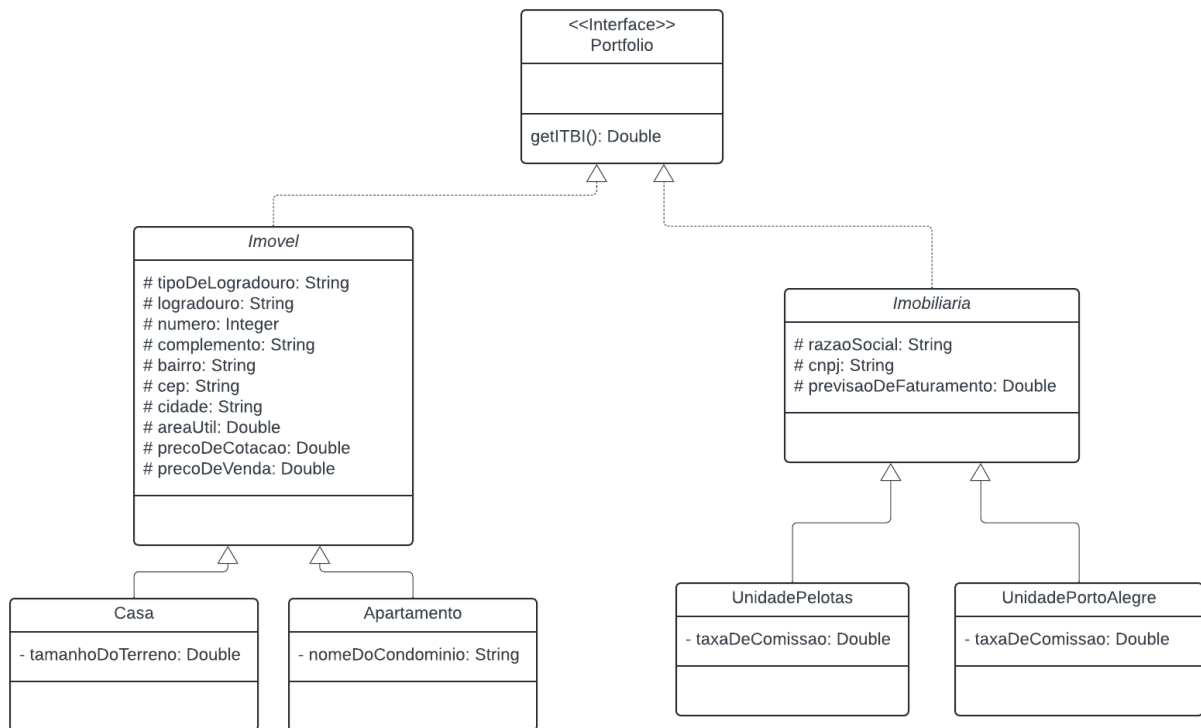 <<Interface>>
Portfolio
getITBI(): Double
Imovel
# tipoDeLogradouro: String
# logradouro: String
# numero: Integer
# complemento: String
# bairro: String
# cep: String
# cidade: String
# areaUtil: Double
# precoDeCotacao: Double
# precoDeVenda: Double
Imobiliaria
# razaoSocial: String
# cnpj: String
# previsaoDeFaturamento: Double
Casa
- tamanhoDoTerreno: Double
Apartamento
- nomeDoCondominio: String
UnidadePelotas
- taxaDeComissao: Double
UnidadePortoAlegre
- taxaDeComissao: Double